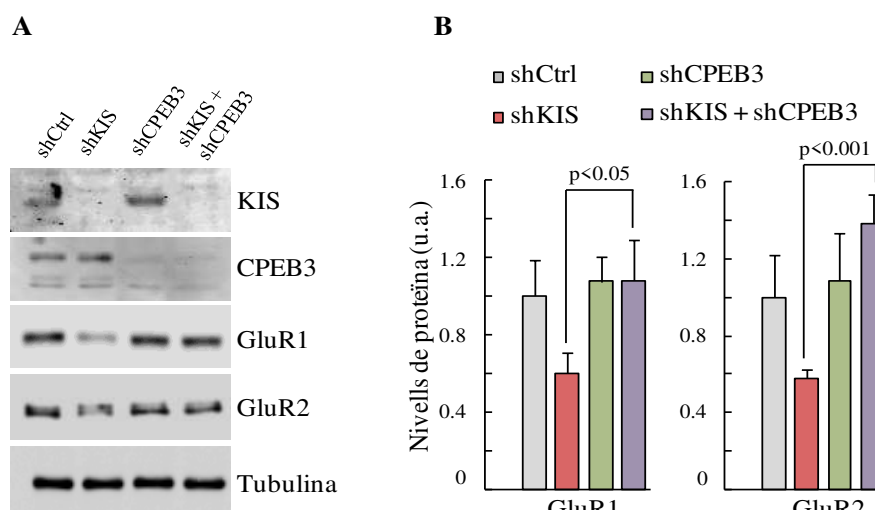 A
shCtrl
shKIS
shCPEB3
shKIS +
shCPEB3
KIS
CPEB3
GluR1
GluR2
Tubulina
B
shCtrl
shCPEB3
shKIS
shKIS + shCPEB3
Nivells de proteïna (u.a.)
p<0.05
1.6
1.2
0.8
0.4
0
GluR1
p<0.001
1.6
1.2
0.8
0.4
0
GluR2